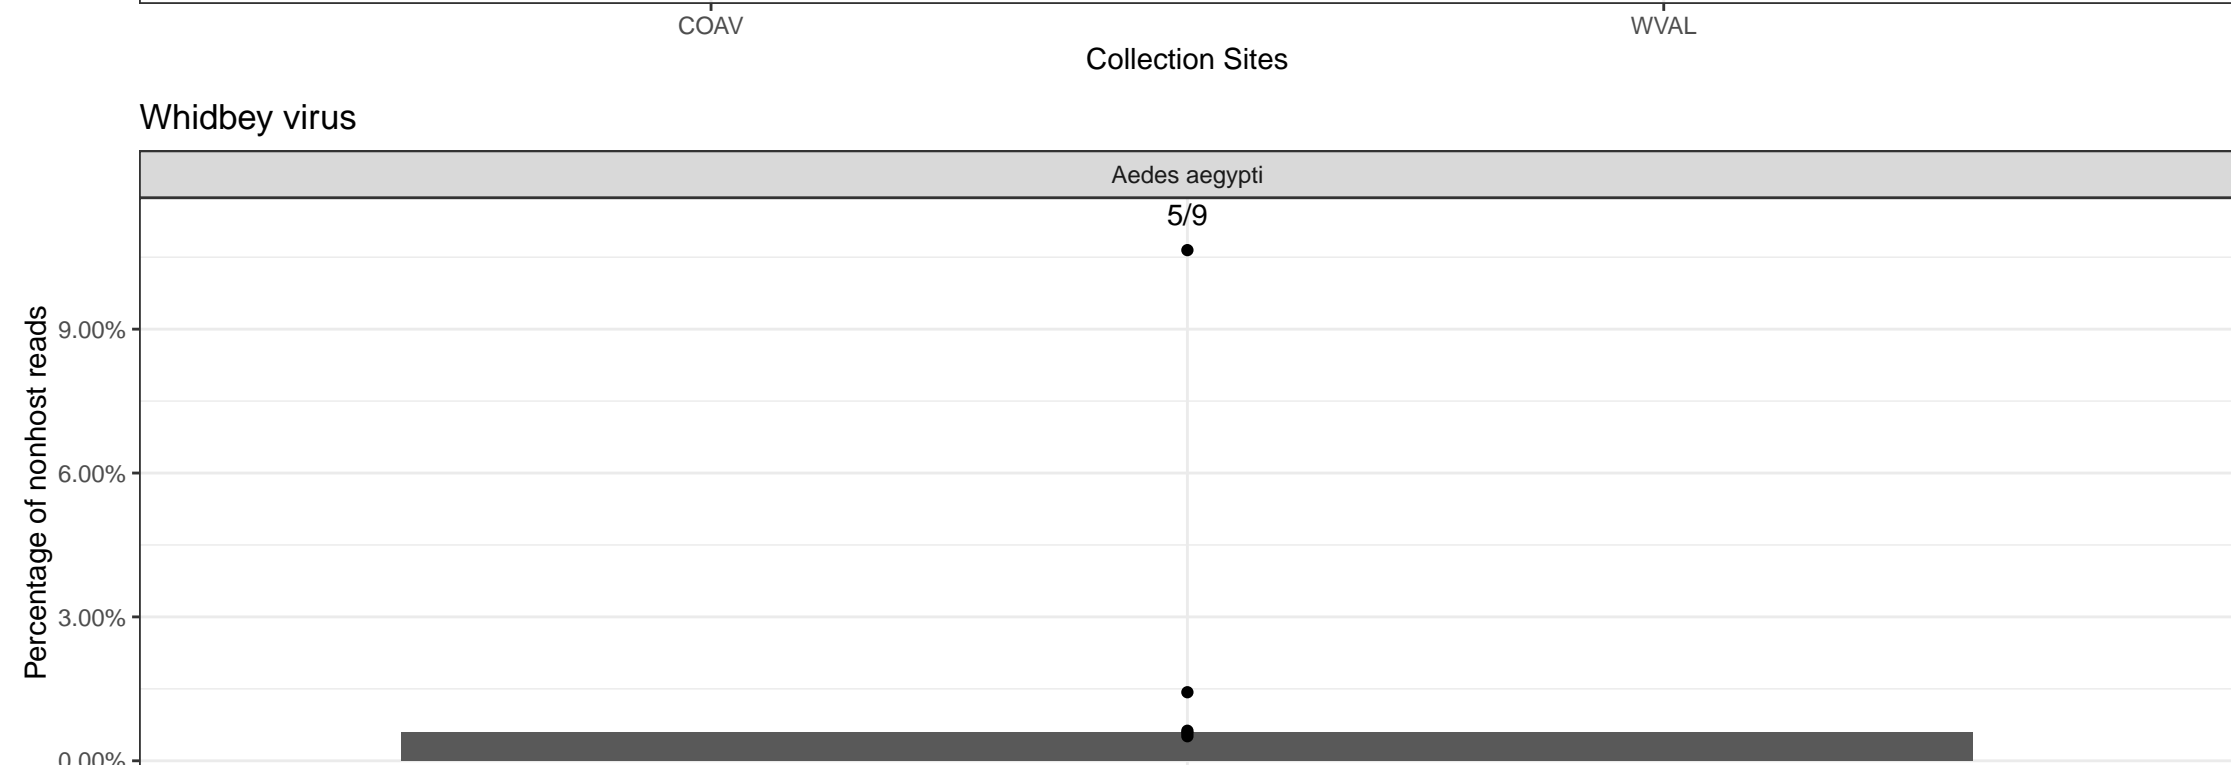 COAV WVAL
Collection Sites
Whidbey virus
Aedes aegypti
5/9
Percentage of nonhost reads
9.00%
6.00%
3.00%
0.00%